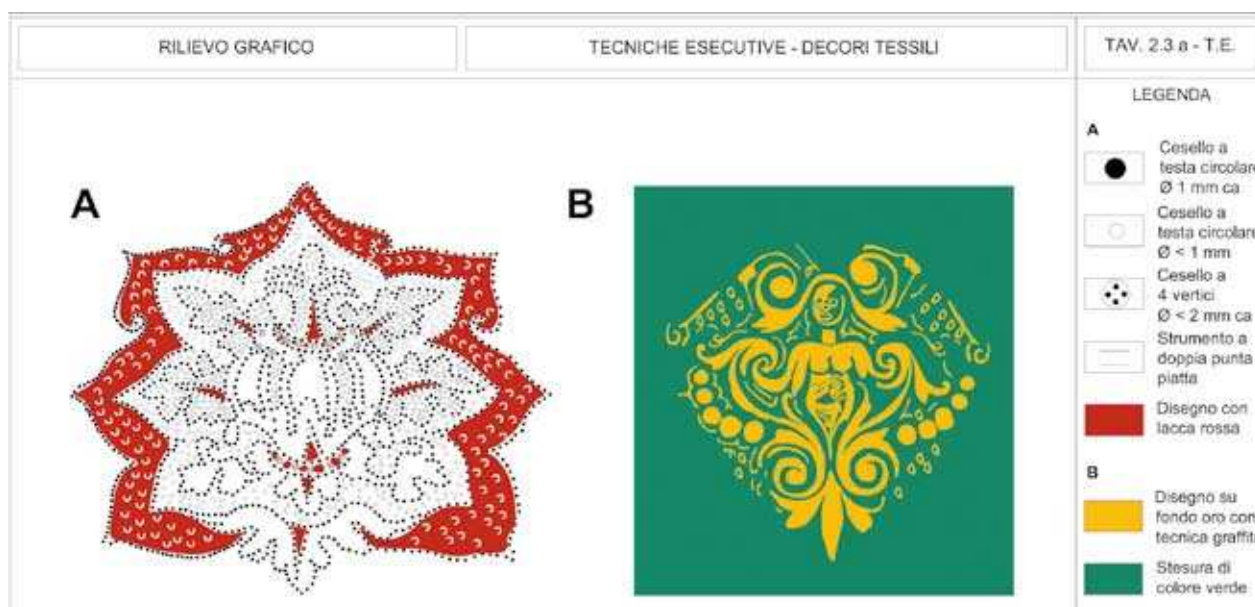 RILIEVO GRAFICO
TECNICHE ESECUTIVE - DECORI TESSILI
TAV. 2.3 a - T.E.
LEGENDA
A
Cesello a
testa circolare
Ø 1 mm ca
Cesello a
testa circolare
Ø < 1 mm
Cesello a
4 vertici
Ø < 2 mm ca
Strumento a
doppia punta
piatta
Disegno con
lacca rossa
B
Disegno su
fondo oro con
tecnica graffit
Stesura di
colore verde
A
B